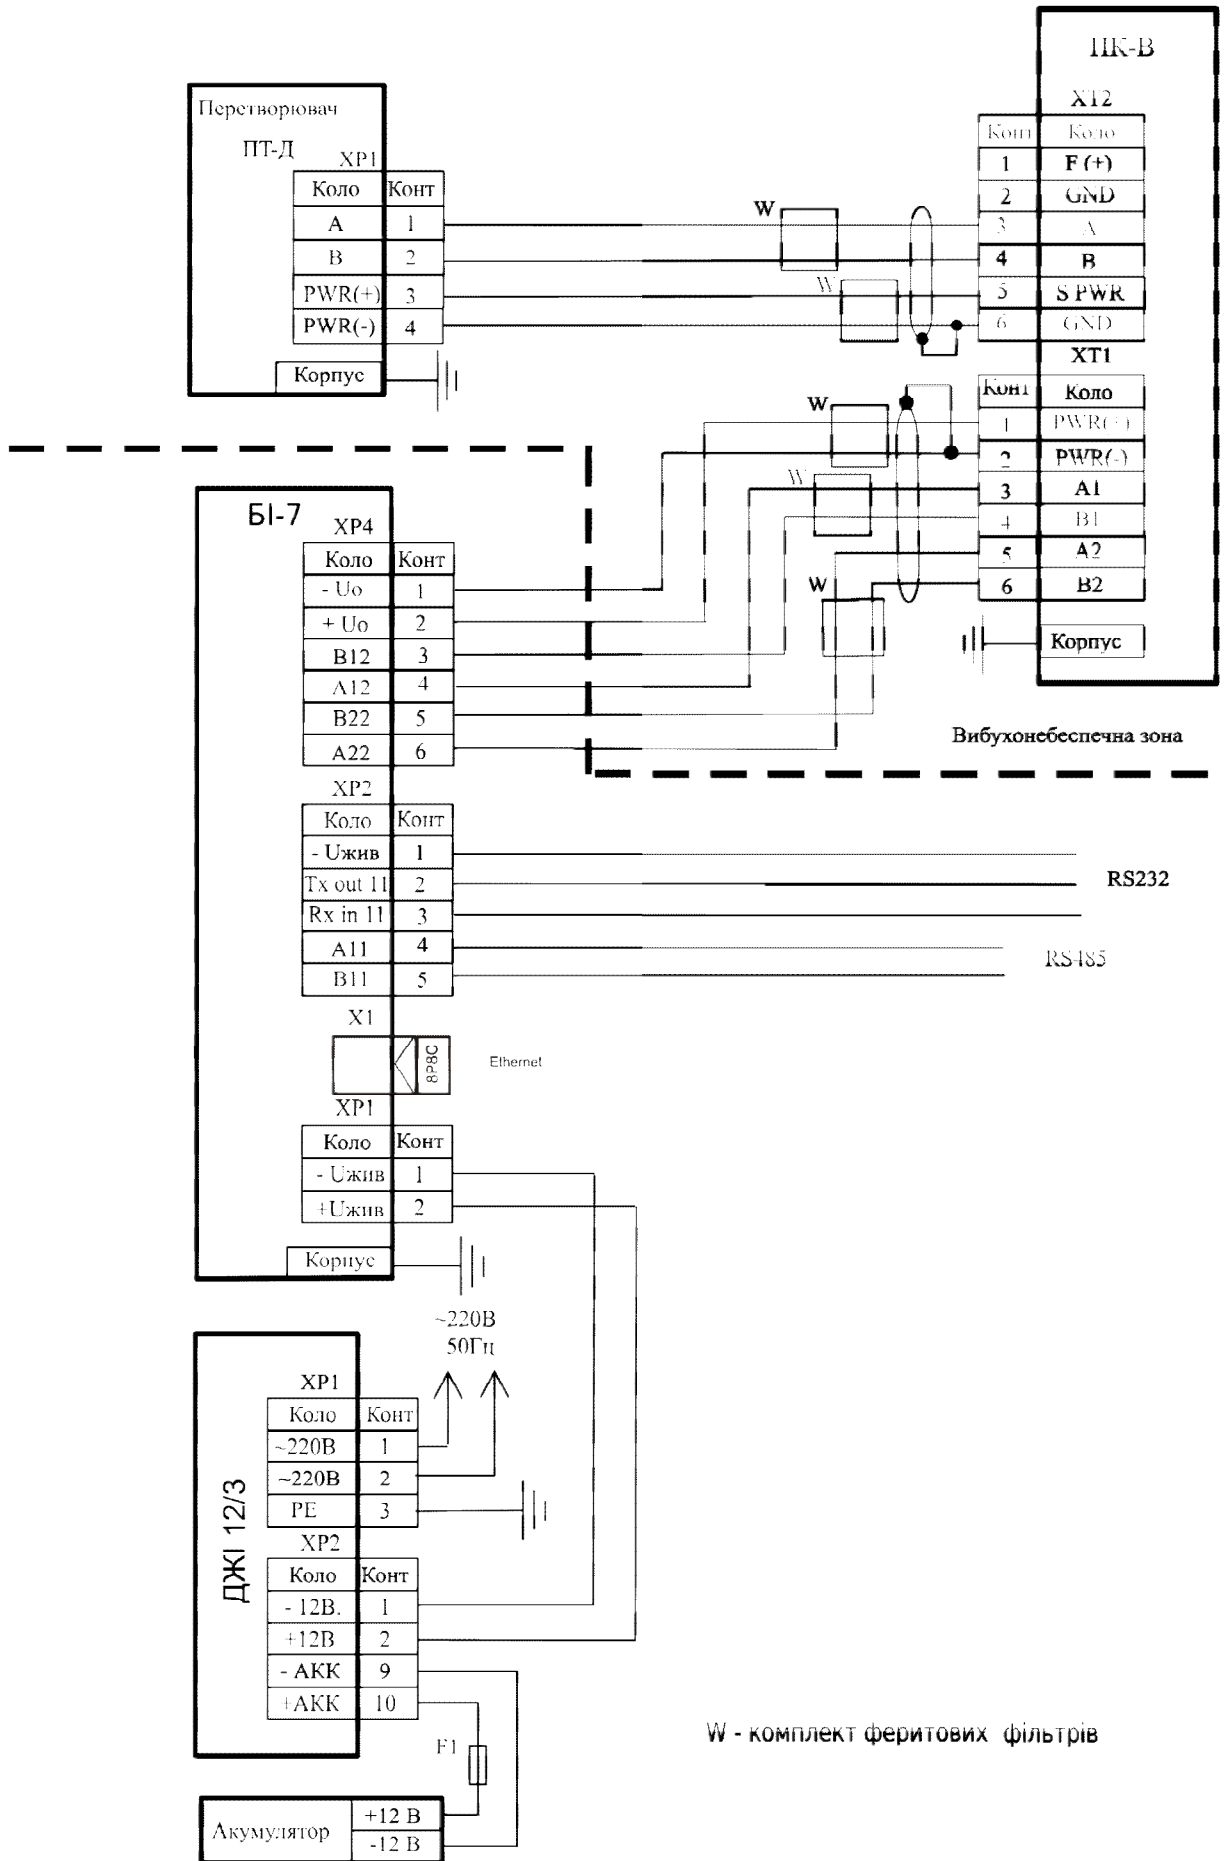 ПК-В
XT2
Конт Коло
1 F (+)
2 GND
3 A
4 B
5 S PWR
6 GND
XT1
Конт Коло
1 PWR(+)
2 PWR(-)
3 A1
4 B1
5 A2
6 B2
Корпус
Перетворювач
ПТ-Д
XP1
Коло Конт
A 1
B 2
PWR(+) 3
PWR(-) 4
Корпус
W
W
W
W
W
Вибухонебеспечна зона
БІ-7
XP4
Коло Конт
- Uo 1
+ Uo 2
B12 3
A12 4
B22 5
A22 6
XP2
Коло Конт
- Uжив 1
Tx out 11 2
Rx in 11 3
A11 4
B11 5
RS232
RS485
X1
8P8C
Ethernet
XP1
Коло Конт
- Uжив 1
+Uжив 2
Корпус
~220В
50Гц
ДЖІ 12/3
XP1
Коло Конт
~220В 1
~220В 2
PE 3
XP2
Коло Конт
- 12В. 1
+12В 2
- АКК 9
+АКК 10
F1
Акумулятор
+12 В
-12 В
W - комплект феритових фільтрів